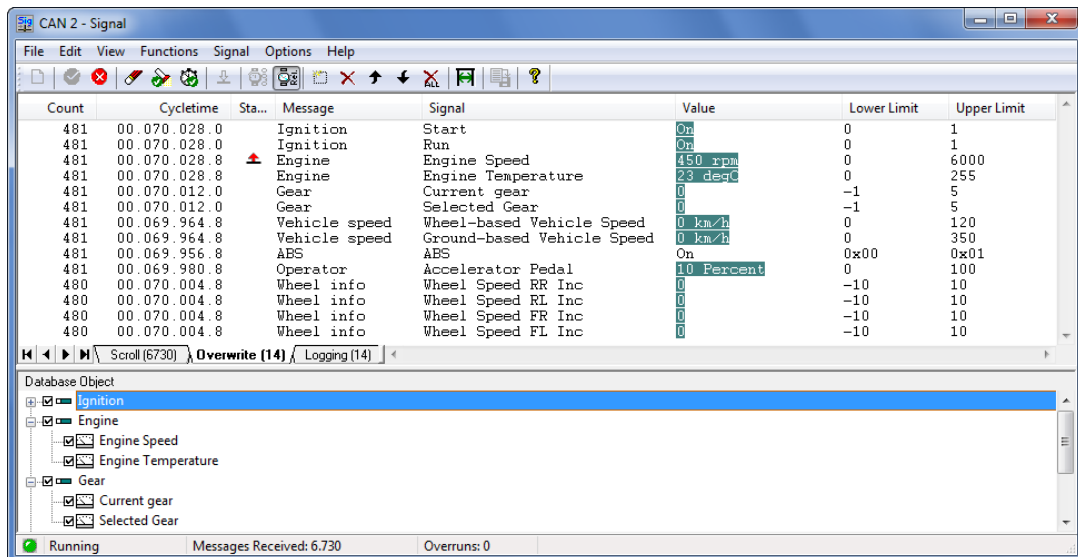 CAN 2 - Signal
File Edit View Functions Signal Options Help
Count Cycletime Sta... Message Signal Value Lower Limit Upper Limit
481 00.070.028.0 Ignition Start On 0 1
481 00.070.028.0 Ignition Run On 0 1
481 00.070.028.8 Engine Engine Speed 450 rpm 0 6000
481 00.070.028.8 Engine Engine Temperature 23 degC 0 255
481 00.070.012.0 Gear Current gear 0 -1 5
481 00.070.012.0 Gear Selected Gear 0 -1 5
481 00.069.964.8 Vehicle speed Wheel-based Vehicle Speed 0 km/h 0 120
481 00.069.964.8 Vehicle speed Ground-based Vehicle Speed 0 km/h 0 350
481 00.069.956.8 ABS ABS On 0x00 0x01
481 00.069.980.8 Operator Accelerator Pedal 10 Percent 0 100
480 00.070.004.8 Wheel info Wheel Speed RR Inc 0 -10 10
480 00.070.004.8 Wheel info Wheel Speed RL Inc 0 -10 10
480 00.070.004.8 Wheel info Wheel Speed FR Inc 0 -10 10
480 00.070.004.8 Wheel info Wheel Speed FL Inc 0 -10 10
Scroll (6730) Overwrite (14) Logging (14)
Database Object
Ignition
Engine
Engine Speed
Engine Temperature
Gear
Current gear
Selected Gear
Running Messages Received: 6.730 Overruns: 0